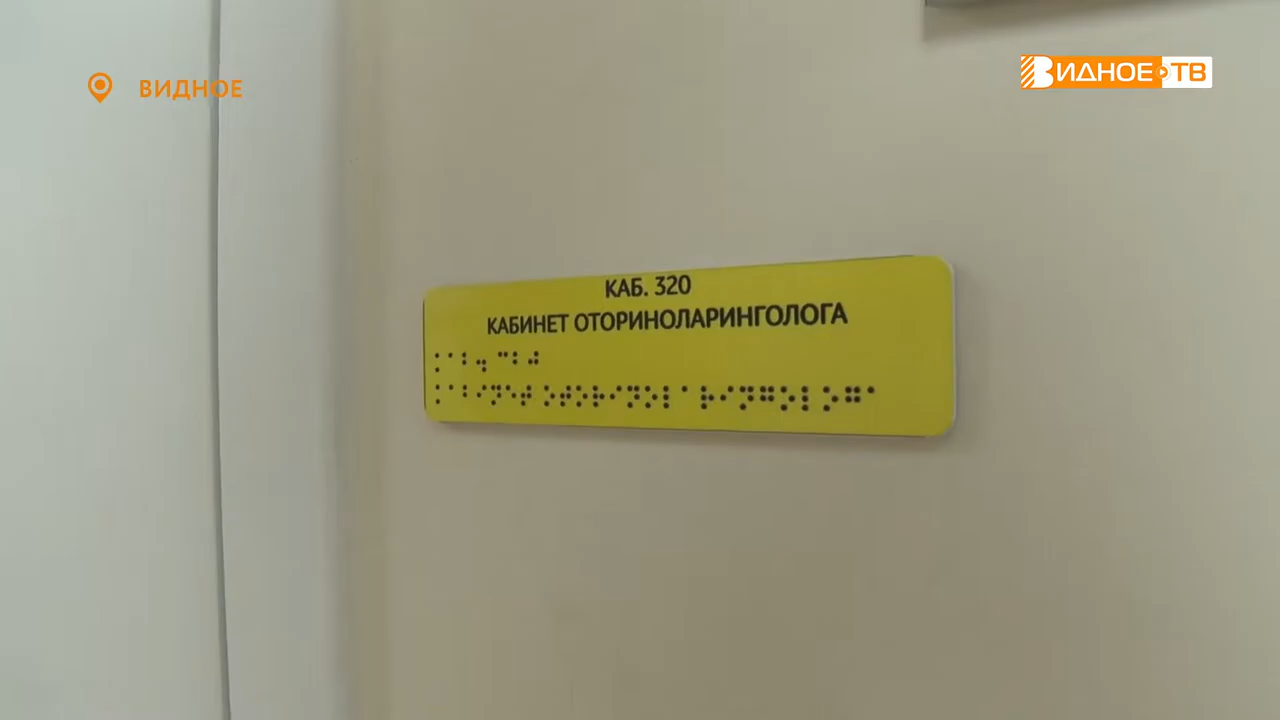 ВИДНОЕ
ВИДНОЕ ТВ
КАБ. 320
КАБИНЕТ ОТОРИНОЛАРИНГОЛОГА